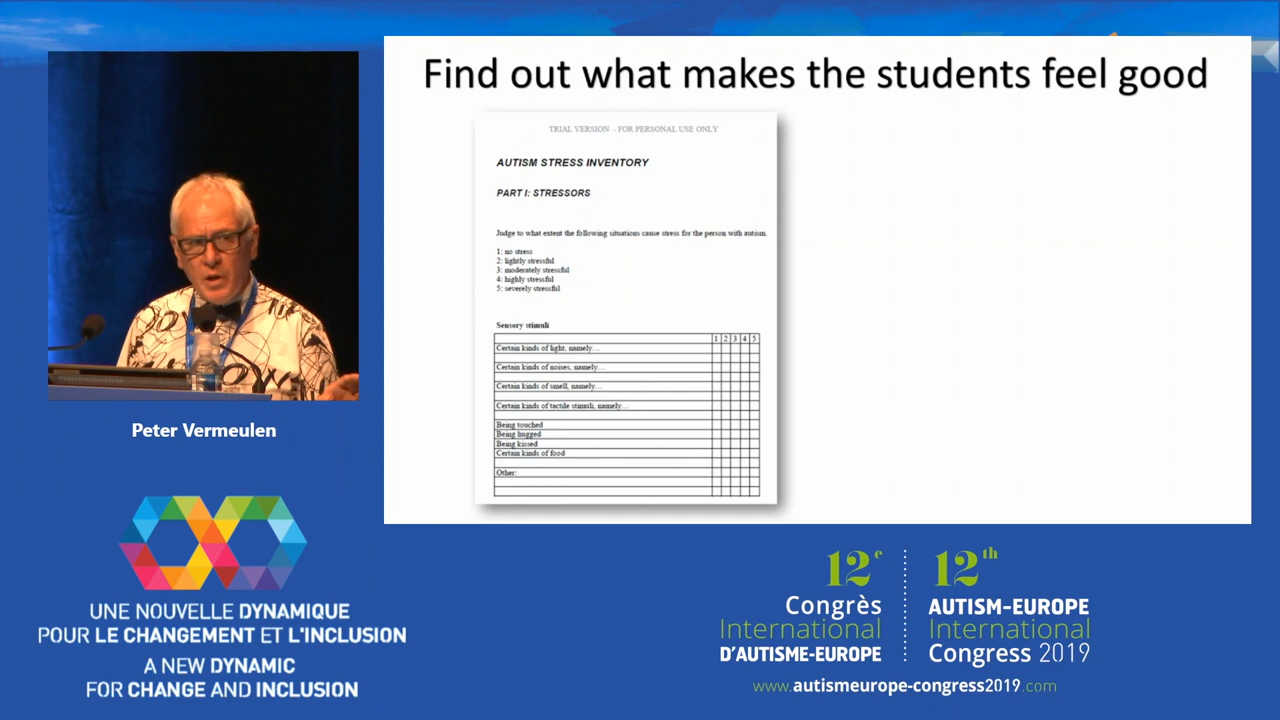 Find out what makes the students feel good
TRIAL VERSION - FOR PERSONAL USE ONLY
AUTISM STRESS INVENTORY
PART I: STRESSORS
Judge to what extent the following situations cause stress for the person with autism.
1: no stress
2: lightly stressful
3: moderately stressful
4: highly stressful
5: severely stressful
Sensory stimuli
1 2 3 4 5
Certain kinds of light, namely…
Certain kinds of noises, namely…
Certain kinds of smell, namely…
Certain kinds of tactile stimuli, namely…
Being touched
Being hugged
Being kissed
Certain kinds of food
Other:
Peter Vermeulen
UNE NOUVELLE DYNAMIQUE
POUR LE CHANGEMENT ET L'INCLUSION
A NEW DYNAMIC
FOR CHANGE AND INCLUSION
12e
Congrès
International
D'AUTISME-EUROPE
12th
AUTISM-EUROPE
International
Congress 2019
www.autismeurope-congress2019.com